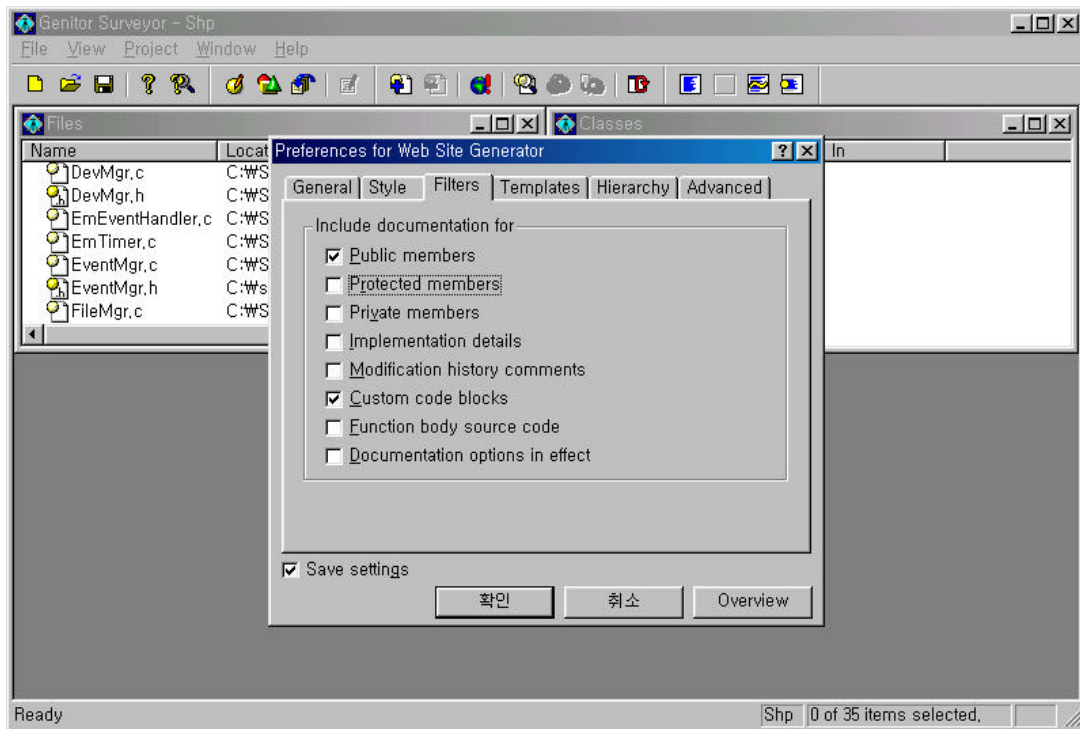 Genitor Surveyor - Shp
File View Project Window Help
Files
Classes
Name Locat
In
DevMgr.c C:₩S
DevMgr.h C:₩S
EmEventHandler.c C:₩S
EmTimer.c C:₩S
EventMgr.c C:₩S
EventMgr.h C:₩s
FileMgr.c C:₩S
Preferences for Web Site Generator
General Style Filters Templates Hierarchy Advanced
Include documentation for
Public members
Protected members
Private members
Implementation details
Modification history comments
Custom code blocks
Function body source code
Documentation options in effect
Save settings
확인 취소 Overview
Ready Shp 0 of 35 items selected.